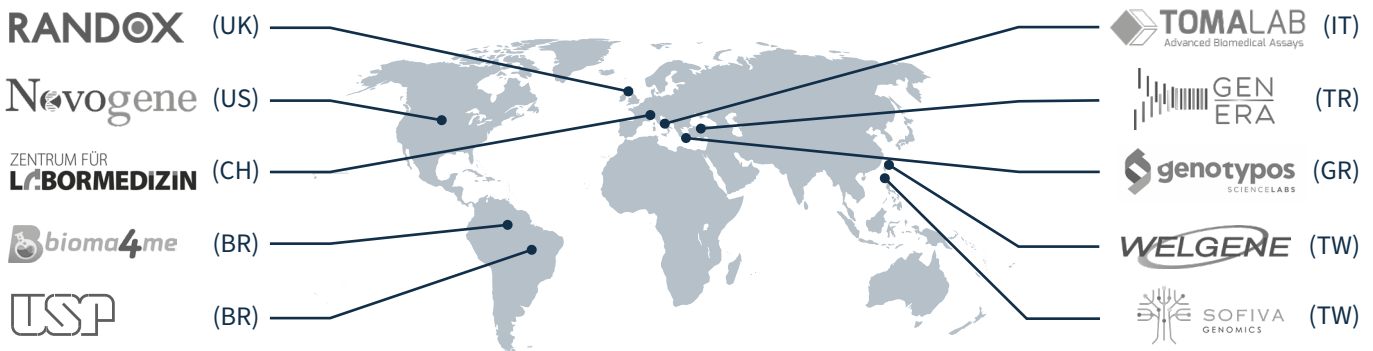 RANDOX (UK)
Novogene (US)
ZENTRUM FÜR
LABORMEDIZIN (CH)
bioma4me (BR)
USP (BR)
TOMALAB (IT)
Advanced Biomedical Assays
GEN
ERA (TR)
genotypos (GR)
SCIENCELABS
WELGENE (TW)
SOFIVA (TW)
GENOMICS